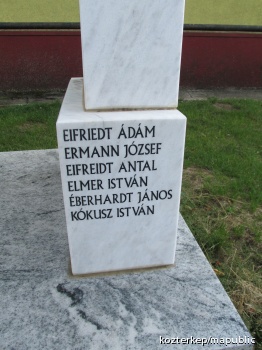 EIFRIEDT ÁDÁM
ERMANN JÓZSEF
EIFREIDT ANTAL
ELMER ISTVÁN
ÉBERHARDT JÁNOS
KÓKUSZ ISTVÁN
kozterkep/mapublic